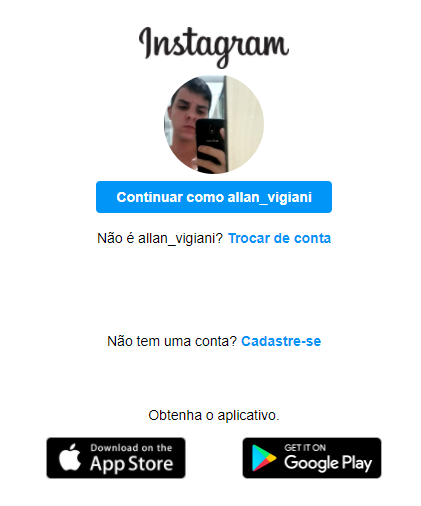 Instagram
Continuar como allan_vigiani
Não é allan_vigiani? Trocar de conta
Não tem uma conta? Cadastre-se
Obtenha o aplicativo.
Download on the
App Store
GET IT ON
Google Play